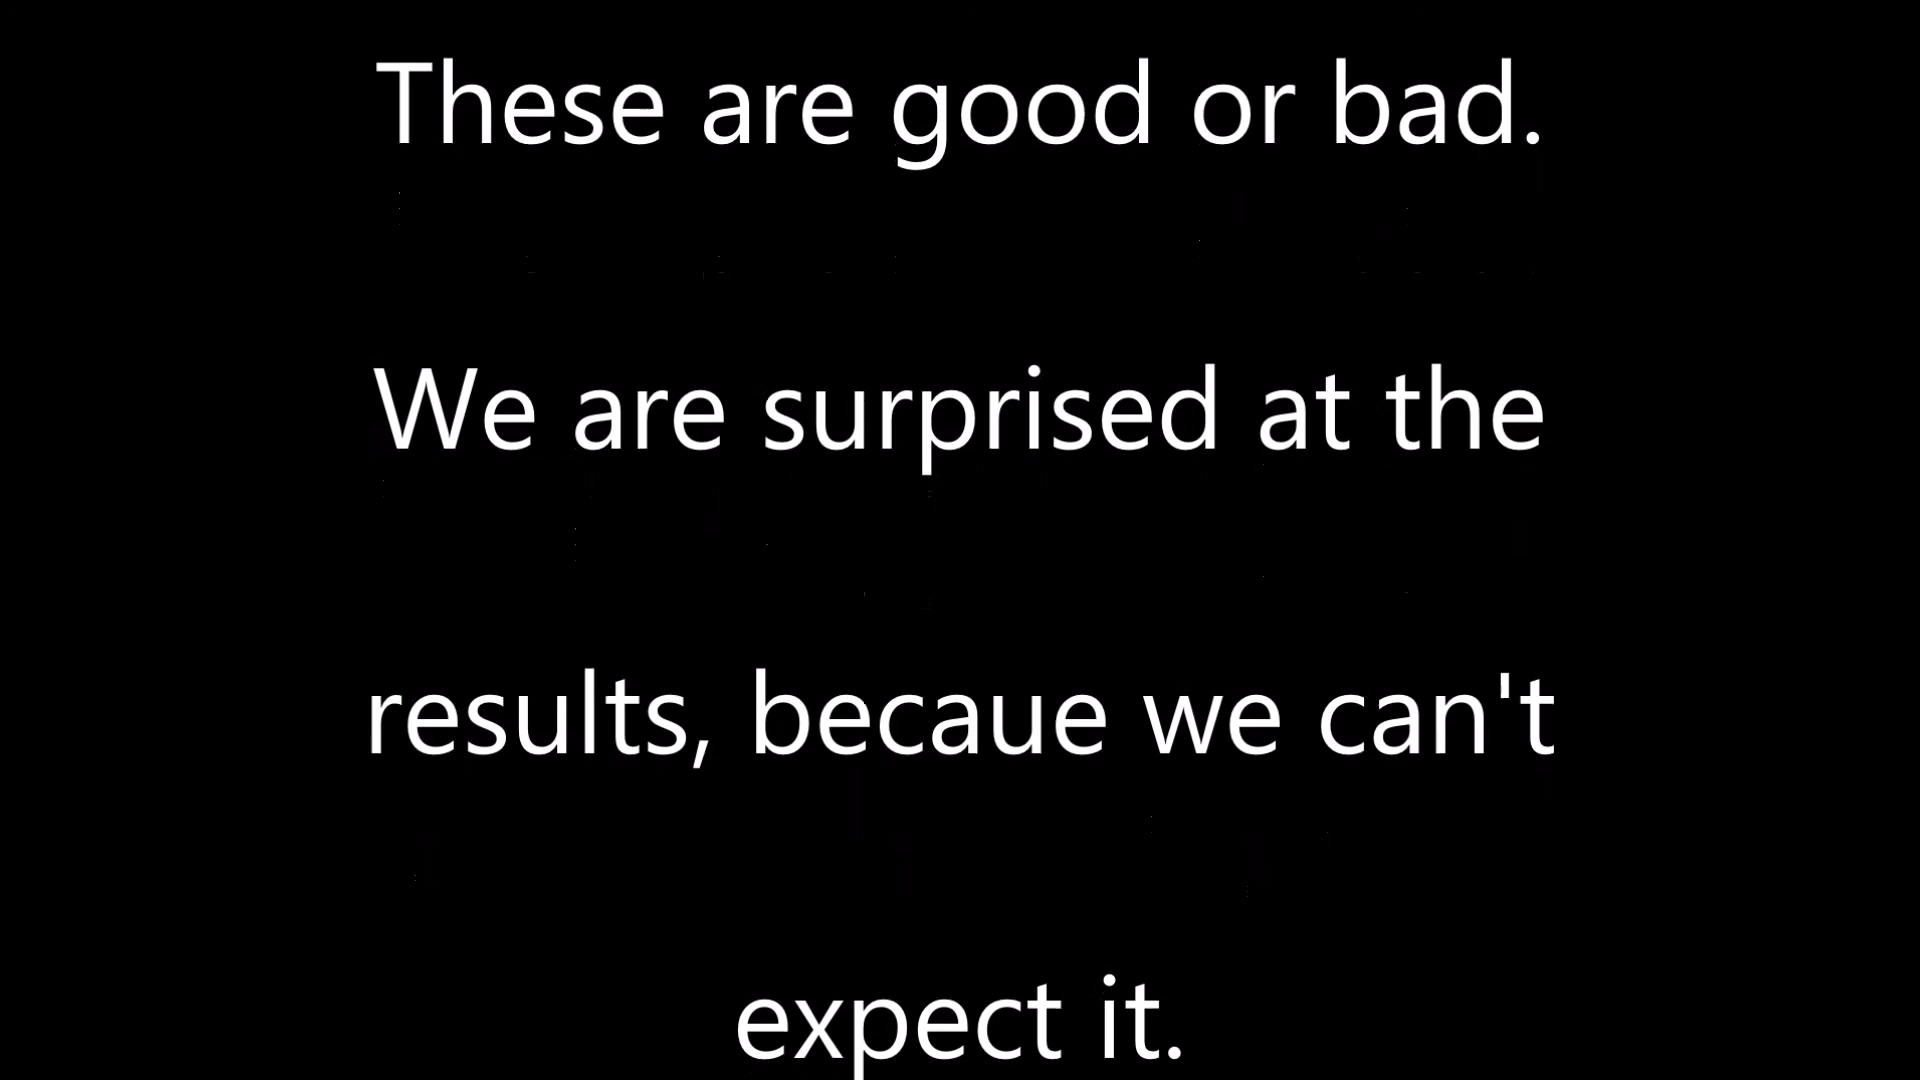 These are good or bad.
We are surprised at the
results, becaue we can't
expect it.